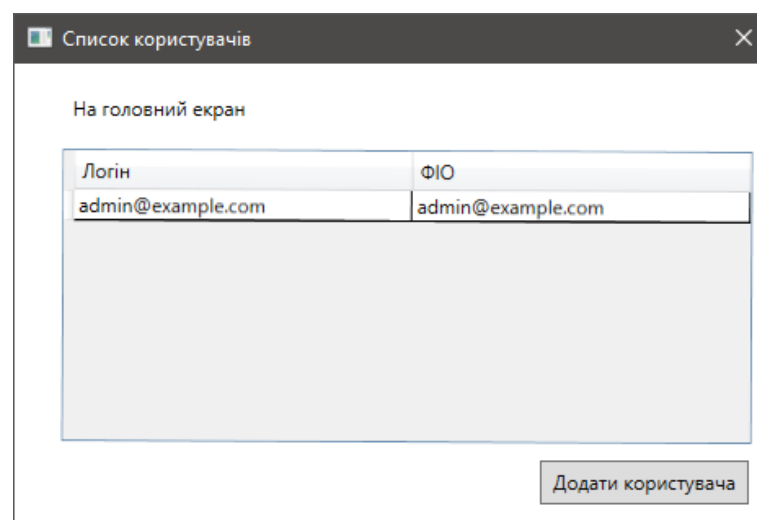 Список користувачів
На головний екран
Логін ФІО
admin@example.com admin@example.com
Додати користувача